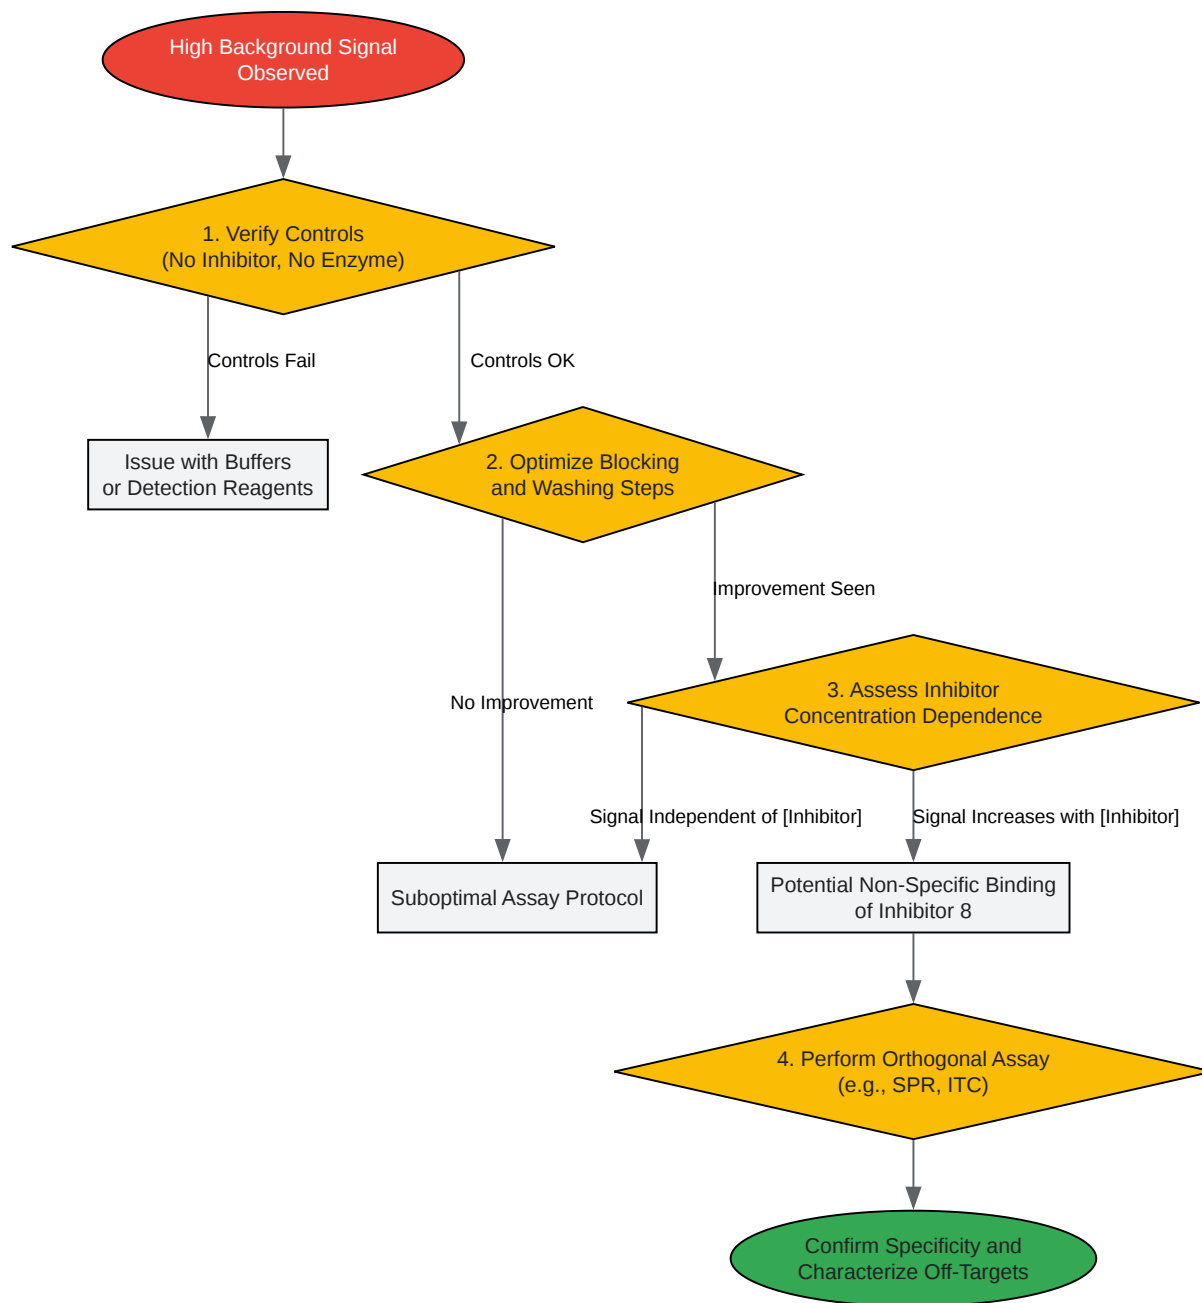 High Background Signal
Observed
1. Verify Controls
(No Inhibitor, No Enzyme)
Controls Fail
Controls OK
Issue with Buffers
or Detection Reagents
2. Optimize Blocking
and Washing Steps
Improvement Seen
No Improvement
3. Assess Inhibitor
Concentration Dependence
Signal Independent of [Inhibitor]
Signal Increases with [Inhibitor]
Suboptimal Assay Protocol
Potential Non-Specific Binding
of Inhibitor 8
4. Perform Orthogonal Assay
(e.g., SPR, ITC)
Confirm Specificity and
Characterize Off-Targets